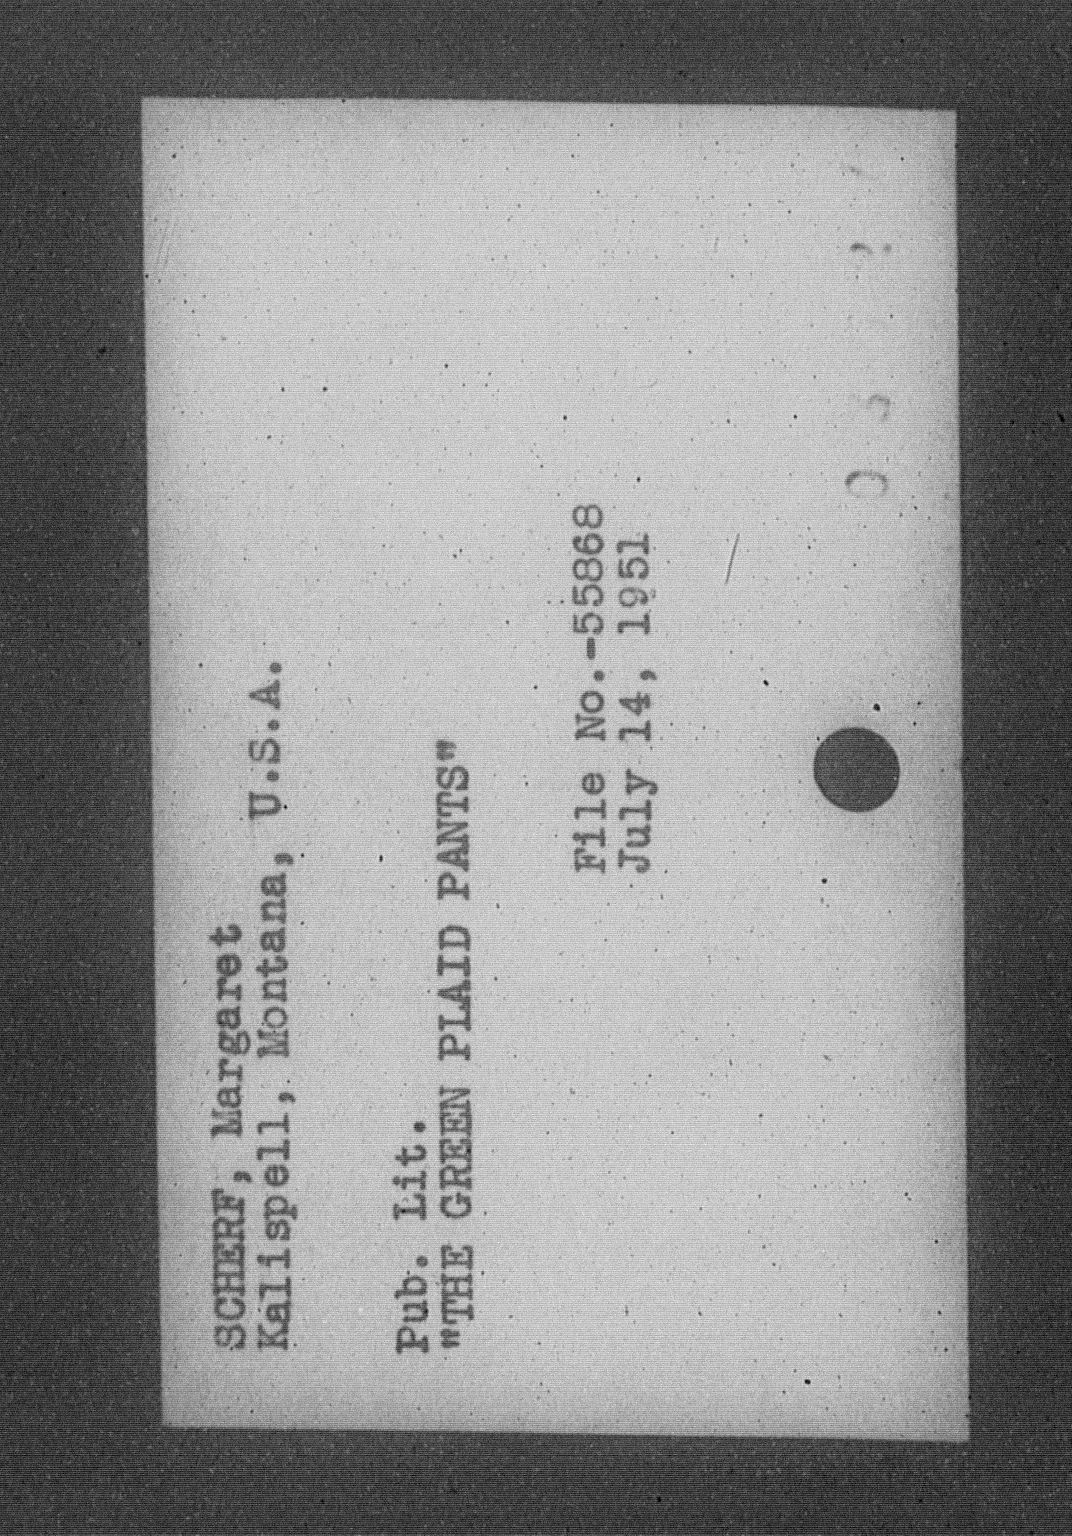 SCHERF, Margaret
Kalispell, Montana, U.S.A.
Pub. Lit.
"THE GREEN PLAID PANTS"
File No.-55868
July 14, 1951